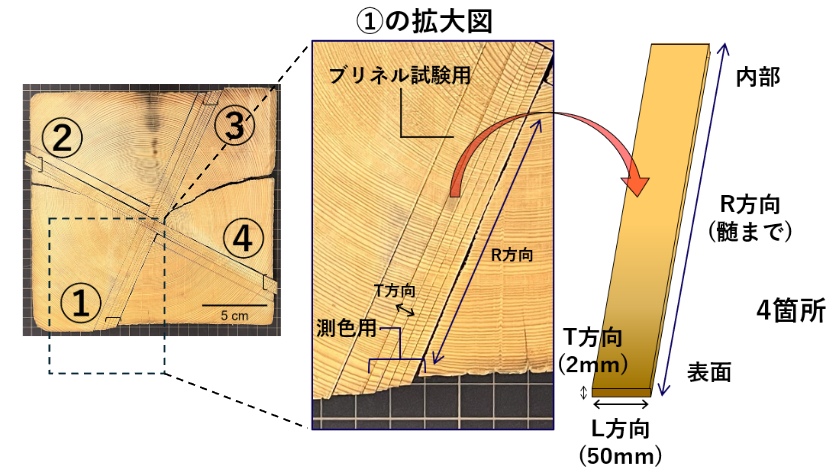 ①の拡大図
②
③
①
④
5 cm
ブリネル試験用
R方向
T方向
測色用
内部
R方向
(髄まで)
4箇所
T方向
(2mm)
表面
L方向
(50mm)